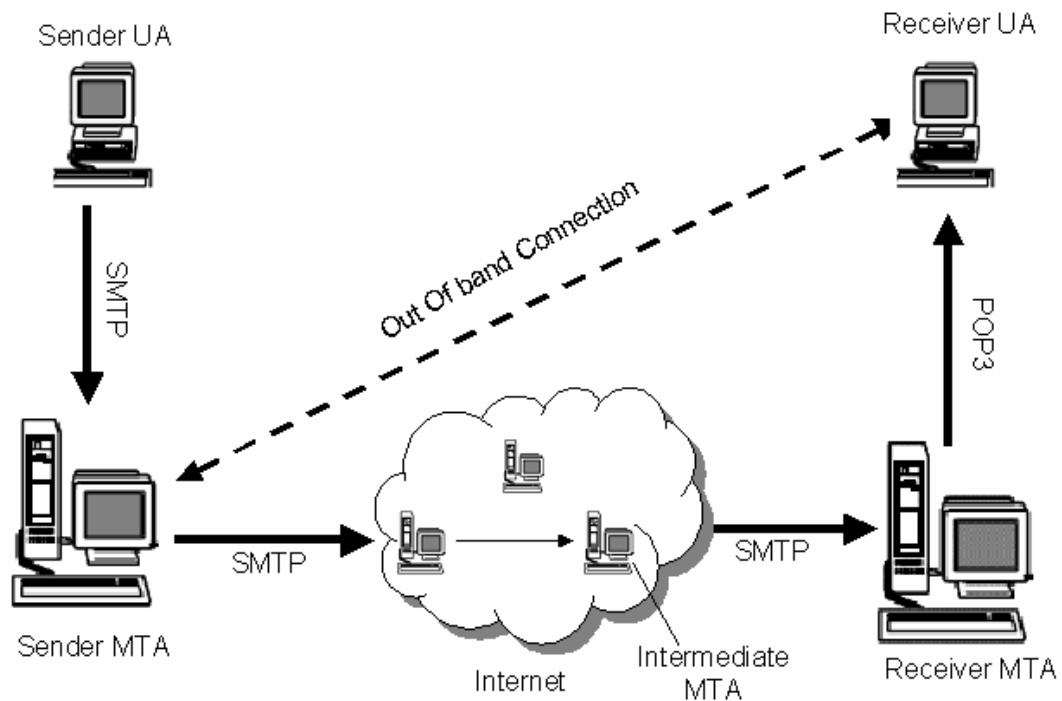 Sender UA
Receiver UA
SMTP
Out Of band Connection
POP3
SMTP
SMTP
Sender MTA
Internet
Intermediate
MTA
Receiver MTA